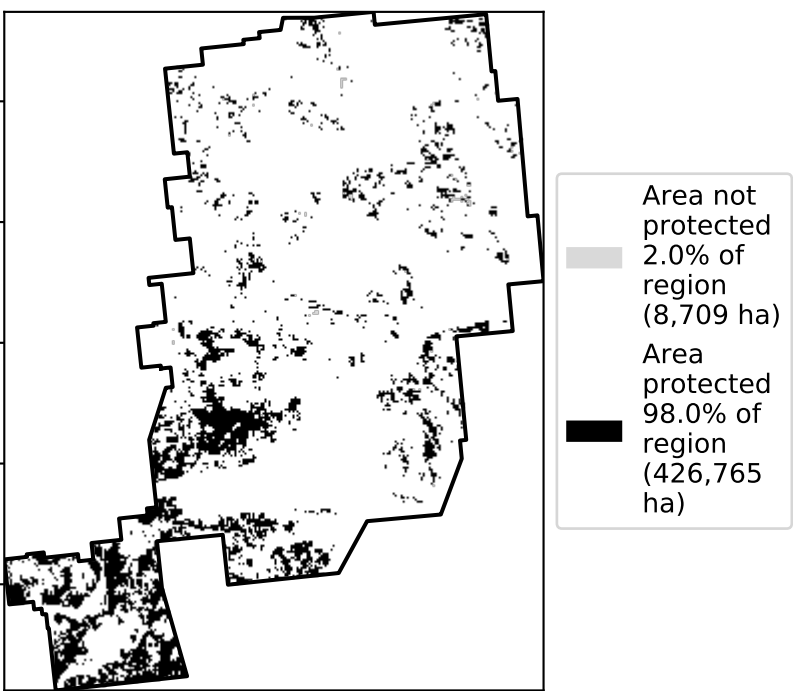 Area not
protected
2.0% of
region
(8,709 ha)
Area
protected
98.0% of
region
(426,765
ha)